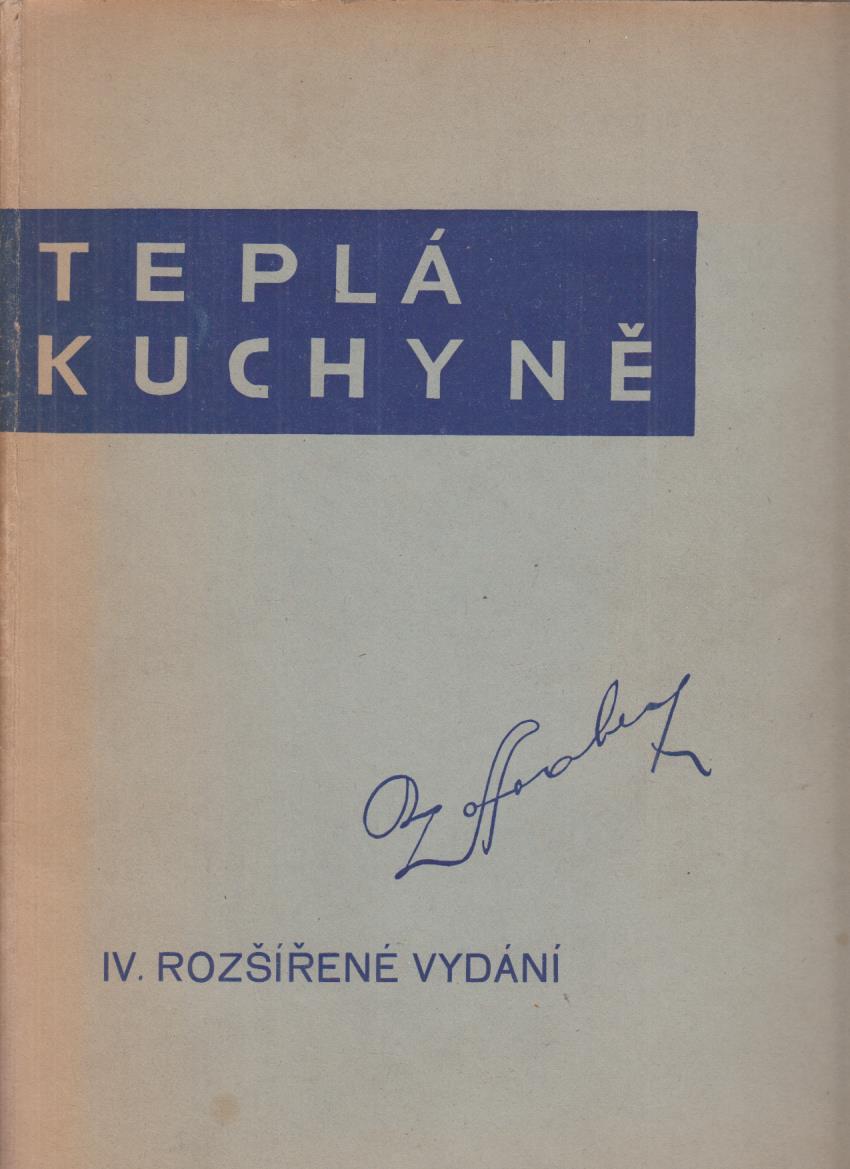 TEPLÁ
KUCHYNĚ
IV. ROZŠÍŘENÉ VYDÁNÍ